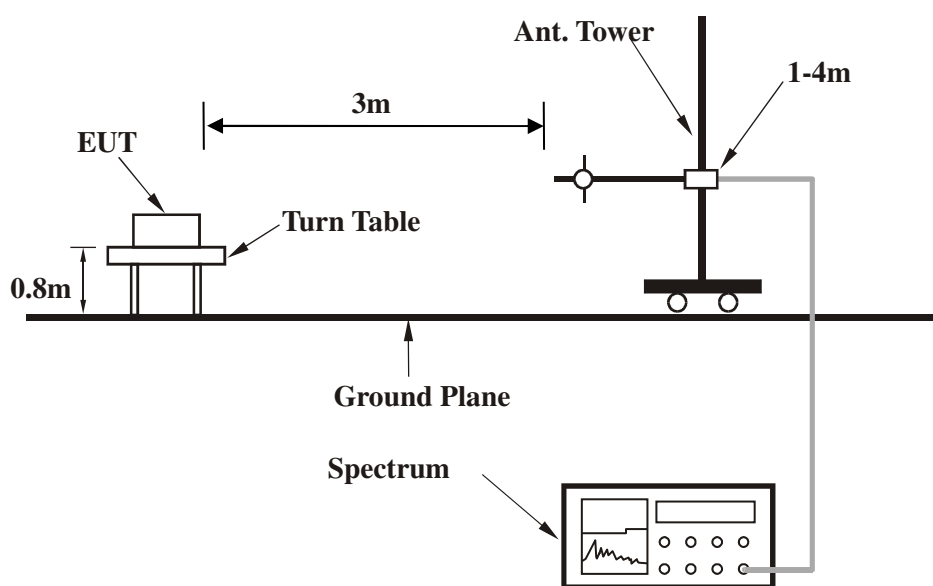 Ant. Tower
1-4m
3m
EUT
Turn Table
0.8m
Ground Plane
Spectrum